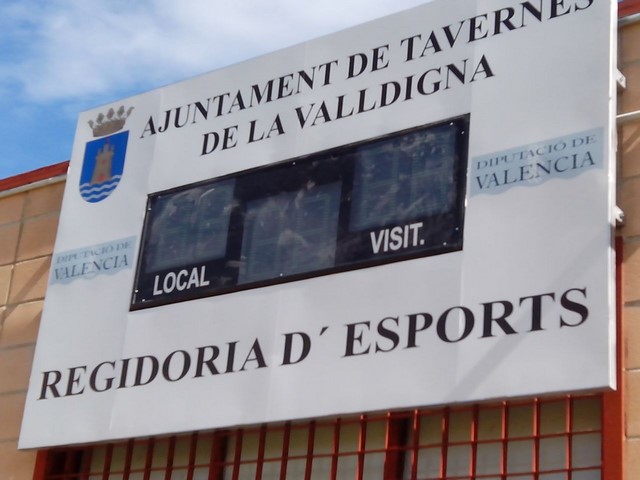 AJUNTAMENT DE TAVERNES
DE LA VALLDIGNA
DIPUTACIÓ DE
VALENCIA
DIPUTACIÓ DE
VALENCIA
LOCAL
VISIT.
REGIDORIA D´ ESPORTS